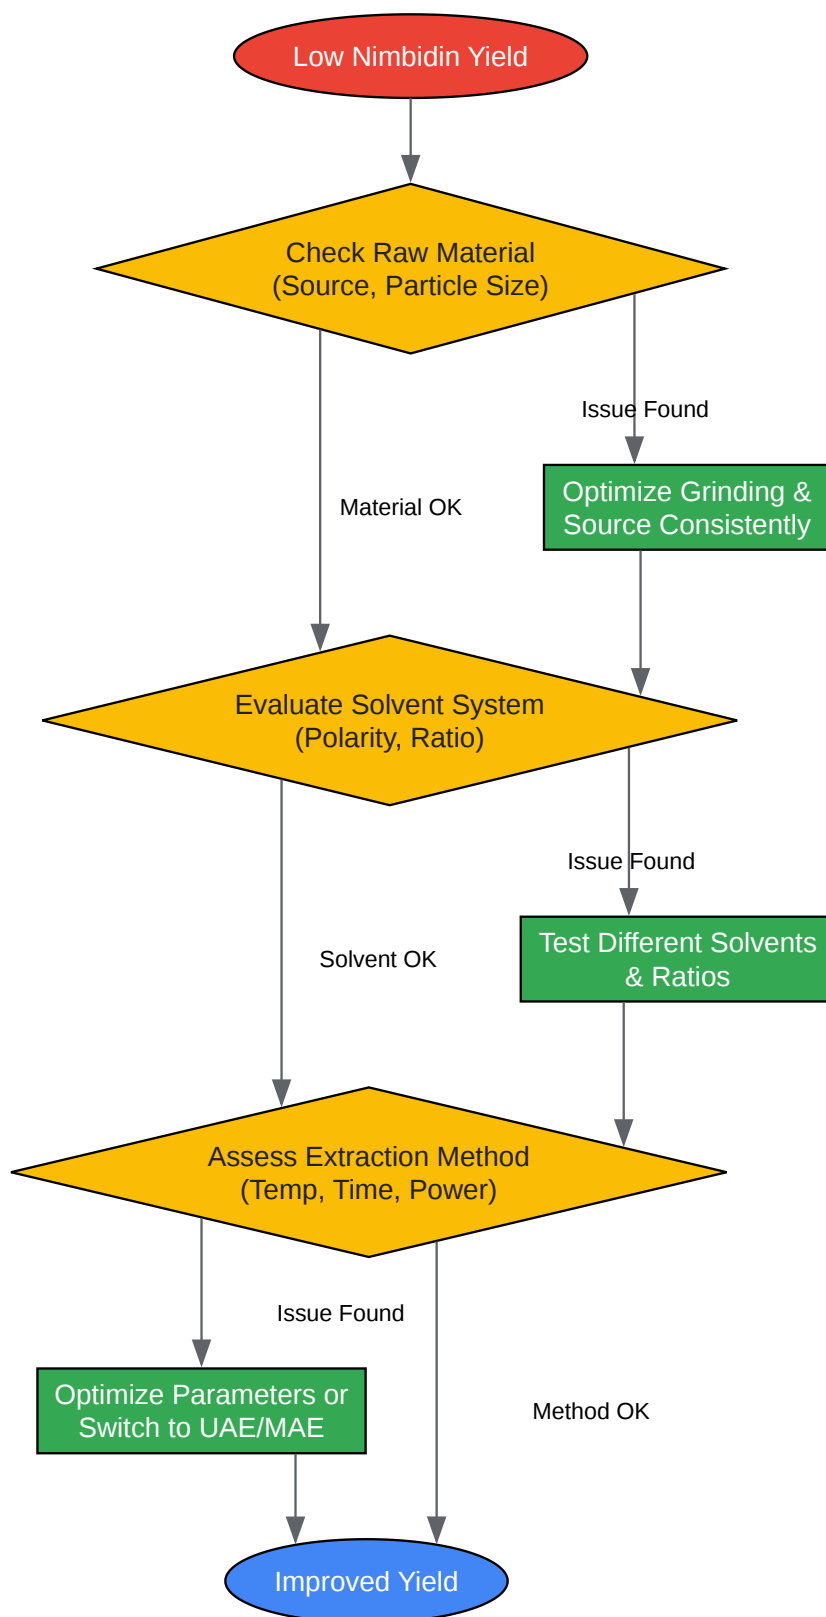 Low Nimbidin Yield
Check Raw Material
(Source, Particle Size)
Issue Found
Optimize Grinding &
Source Consistently
Material OK
Evaluate Solvent System
(Polarity, Ratio)
Issue Found
Test Different Solvents
& Ratios
Solvent OK
Assess Extraction Method
(Temp, Time, Power)
Issue Found
Optimize Parameters or
Switch to UAE/MAE
Method OK
Improved Yield